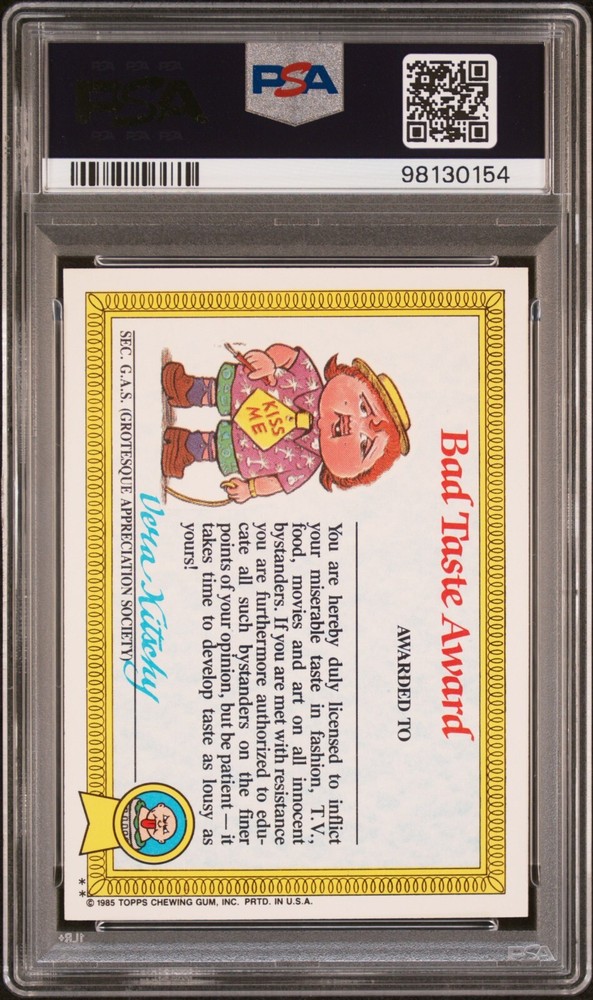 PSA
98130154
Bad Taste Award
AWARDED TO
You are hereby duly licensed to inflict
your miserable taste in fashion, T.V.,
food, movies and art on all innocent
bystanders. If you are met with resistance
you are furthermore authorized to edu-
cate all such bystanders on the finer
points of your opinion, but be patient — it
takes time to develop taste as lousy as
yours!
KISS
ME
Vera Kitschy
SEC. G.A.S. (GROTESQUE APPRECIATION SOCIETY)
** © 1985 TOPPS CHEWING GUM, INC. PRTD. IN U.S.A.
PSA